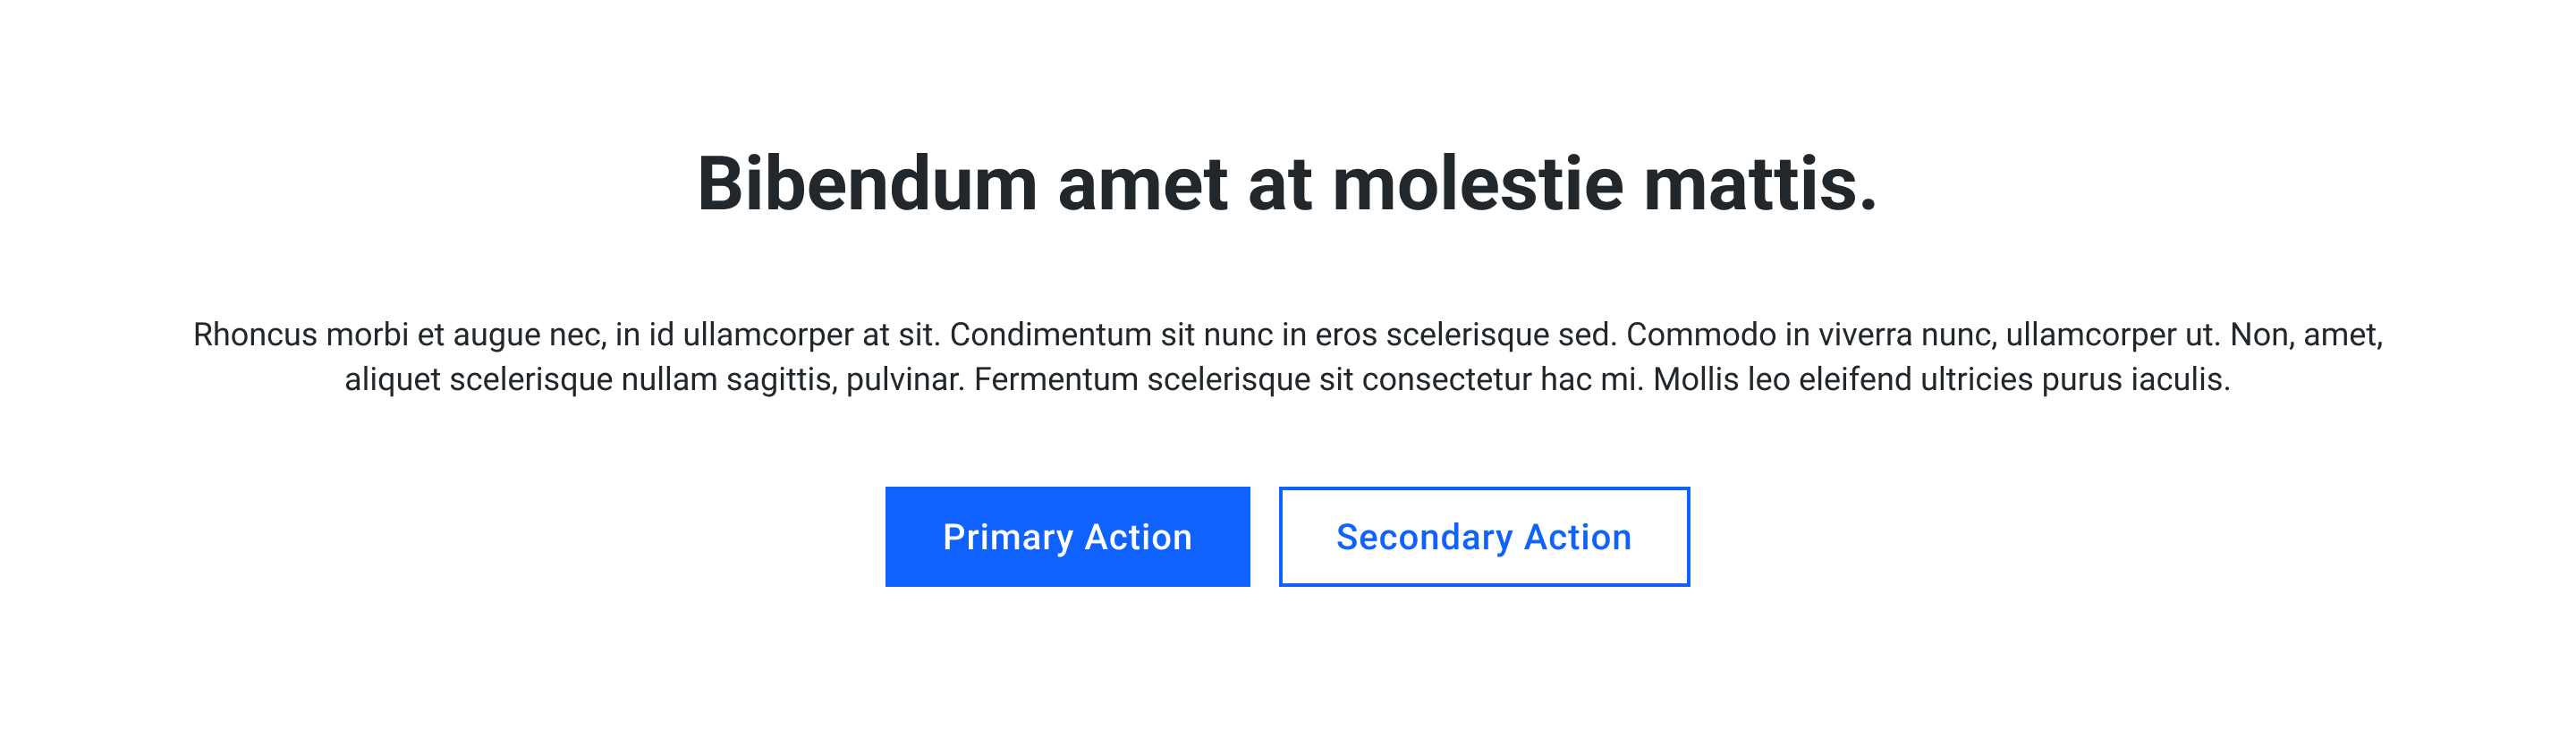 Bibendum amet at molestie mattis.
Rhoncus morbi et augue nec, in id ullamcorper at sit. Condimentum sit nunc in eros scelerisque sed. Commodo in viverra nunc, ullamcorper ut. Non, amet,
aliquet scelerisque nullam sagittis, pulvinar. Fermentum scelerisque sit consectetur hac mi. Mollis leo eleifend ultricies purus iaculis.
Primary Action
Secondary Action